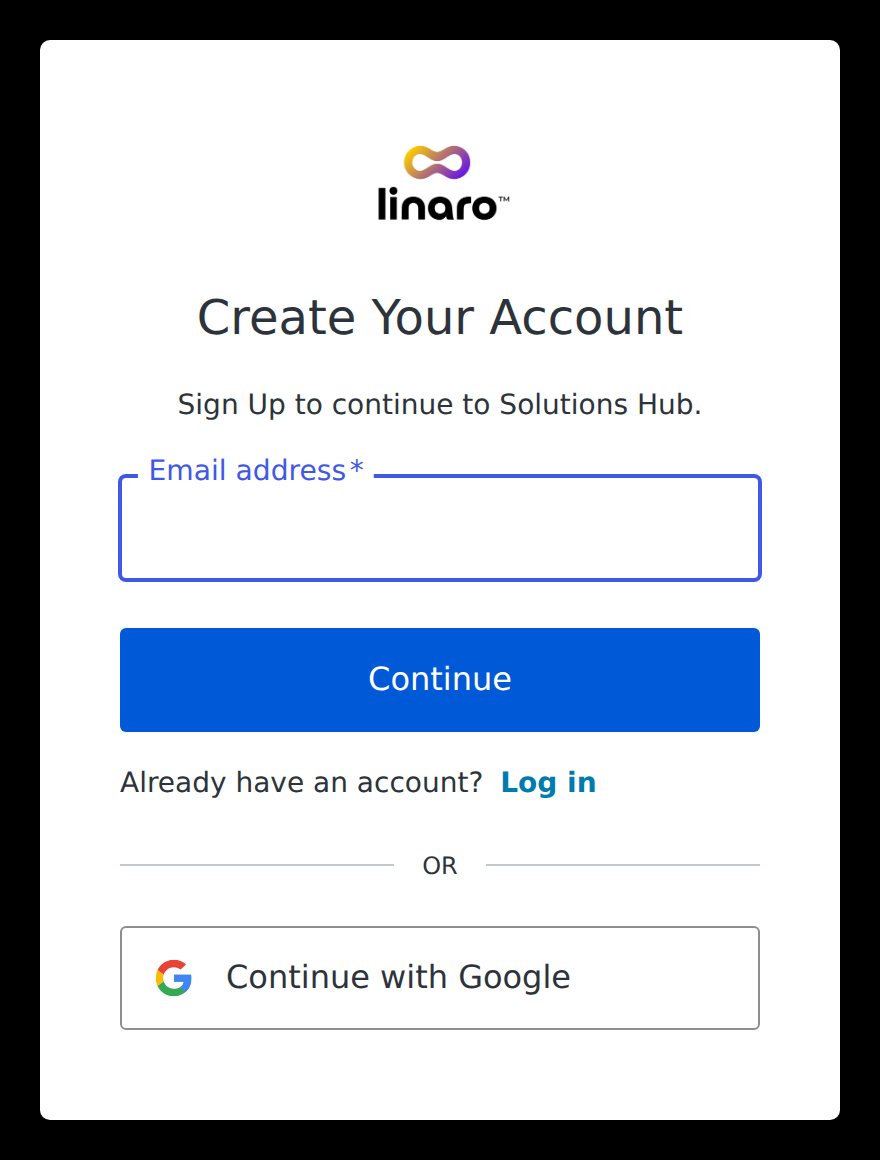 linaro™
Create Your Account
Sign Up to continue to Solutions Hub.
Email address*
Continue
Already have an account? Log in
OR
Continue with Google